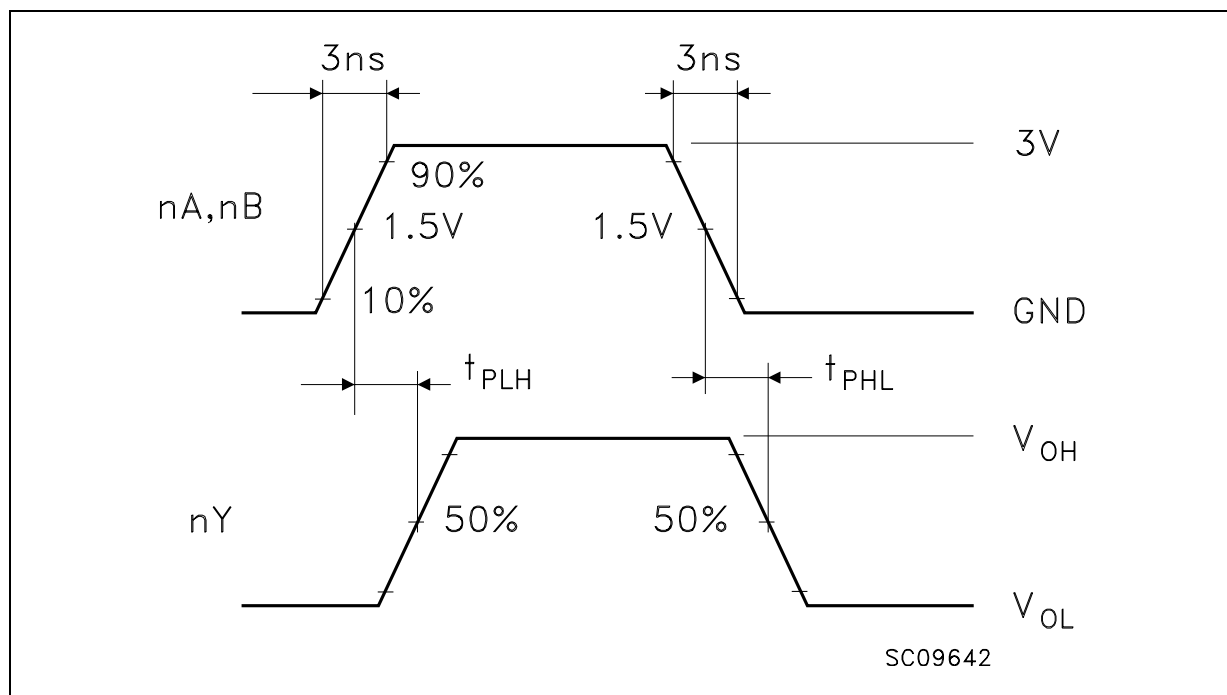 3ns 3ns
3V
90%
nA,nB 1.5V 1.5V
10%
GND
tPLH tPHL
VOH
nY 50% 50%
VOL
SC09642